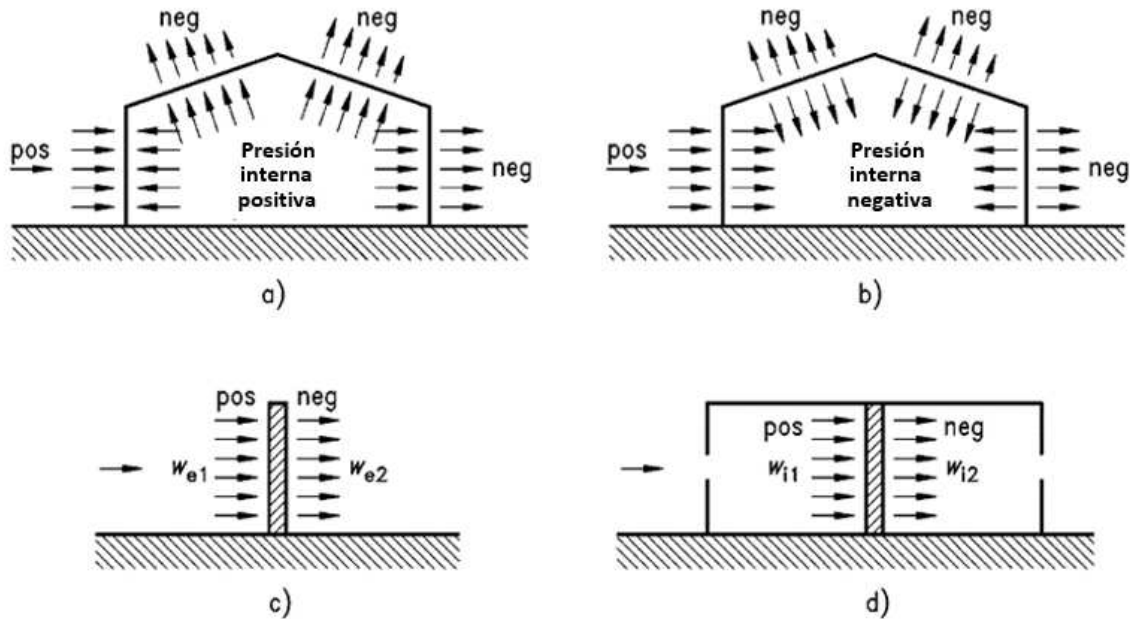 neg
neg
pos
Presión
interna
positiva
neg
a)
neg
neg
pos
Presión
interna
negativa
neg
b)
pos neg
We1
We2
c)
pos
neg
Wi1
Wi2
d)